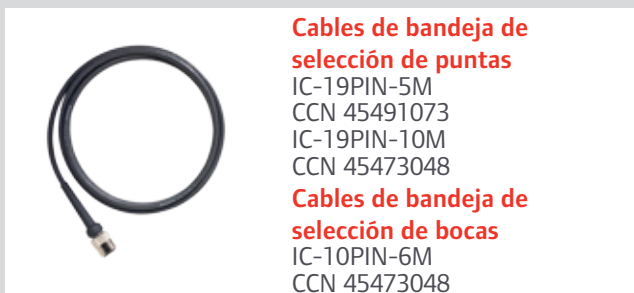 Cables de bandeja de
selección de puntas
IC-19PIN-5M
CCN 45491073
IC-19PIN-10M
CCN 45473048
Cables de bandeja de
selección de bocas
IC-10PIN-6M
CCN 45473048